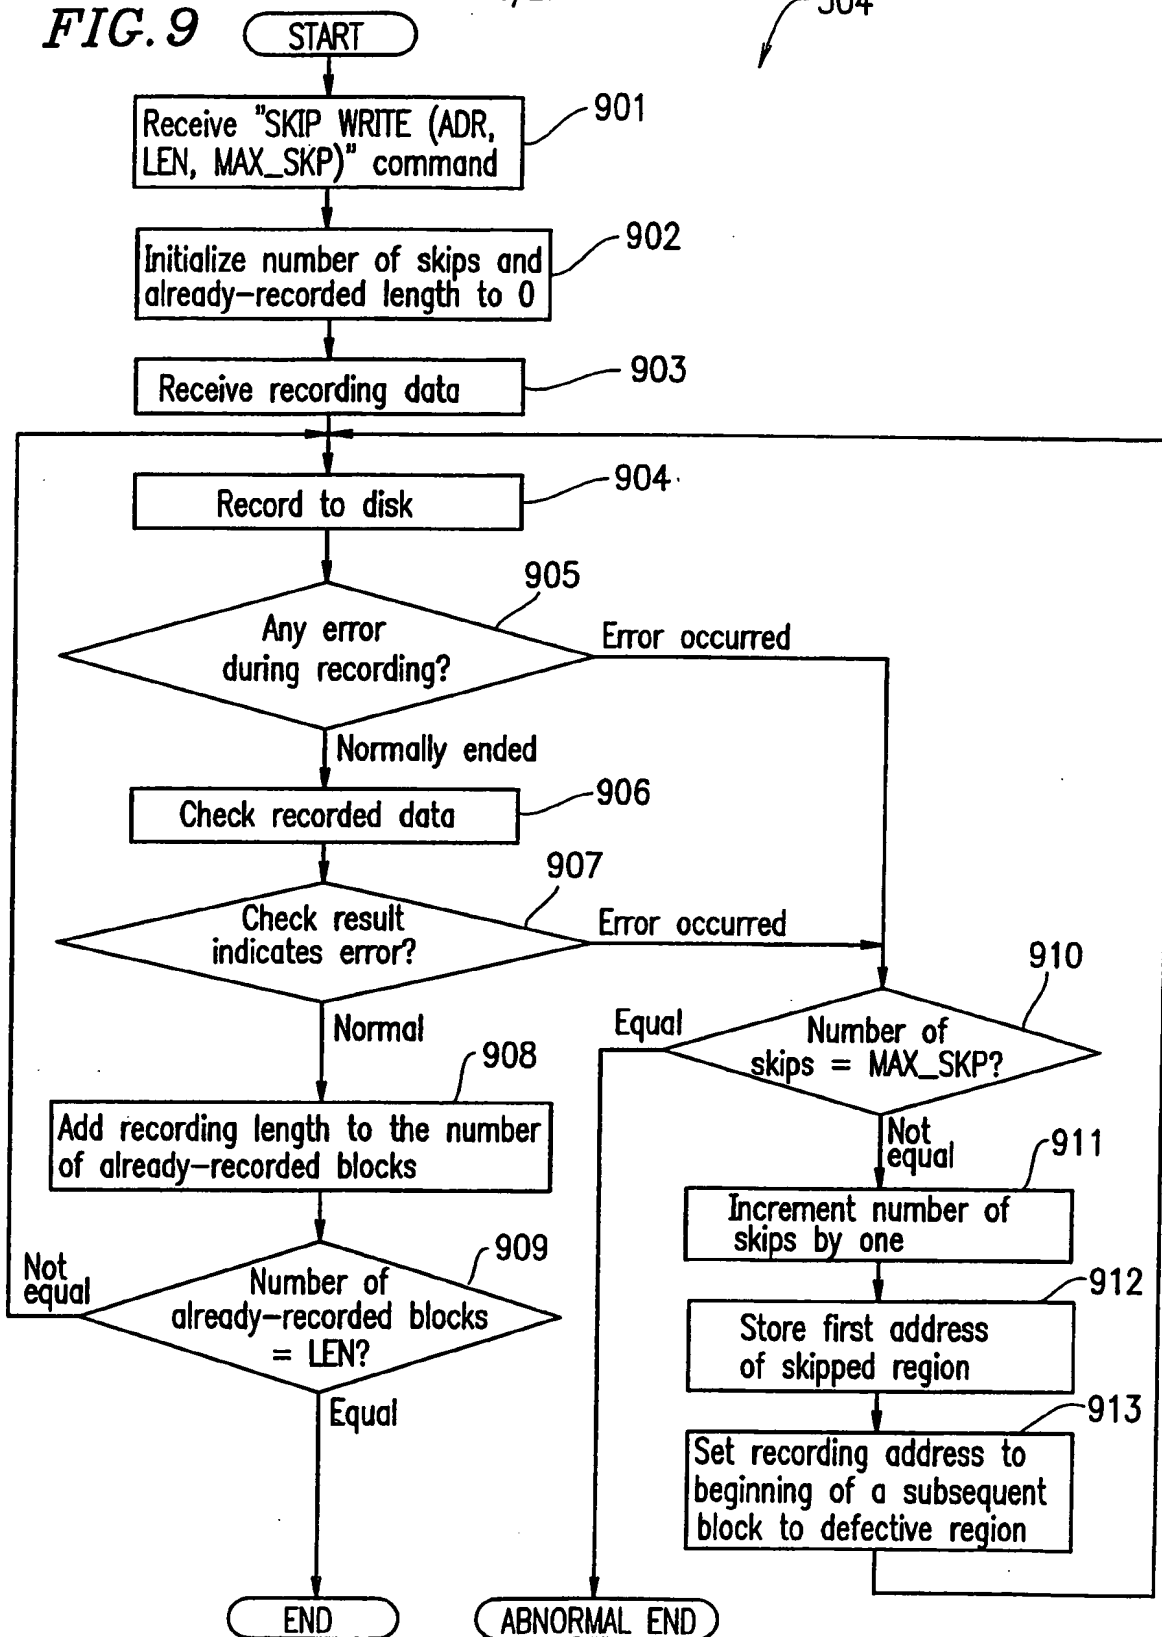 FIG. 9
504
START
Receive "SKIP WRITE (ADR,
LEN, MAX_SKP)" command
901
Initialize number of skips and
already-recorded length to 0
902
Receive recording data
903
Record to disk
904
905
Any error
during recording?
Error occurred
Normally ended
Check recorded data
906
907
Check result
indicates error?
Error occurred
Normal
908
Add recording length to the number
of already-recorded blocks
909
Number of
already-recorded blocks
= LEN?
Not
equal
Equal
END
910
Number of
skips = MAX_SKP?
Equal
Not
equal
911
Increment number of
skips by one
912
Store first address
of skipped region
913
Set recording address to
beginning of a subsequent
block to defective region
ABNORMAL END